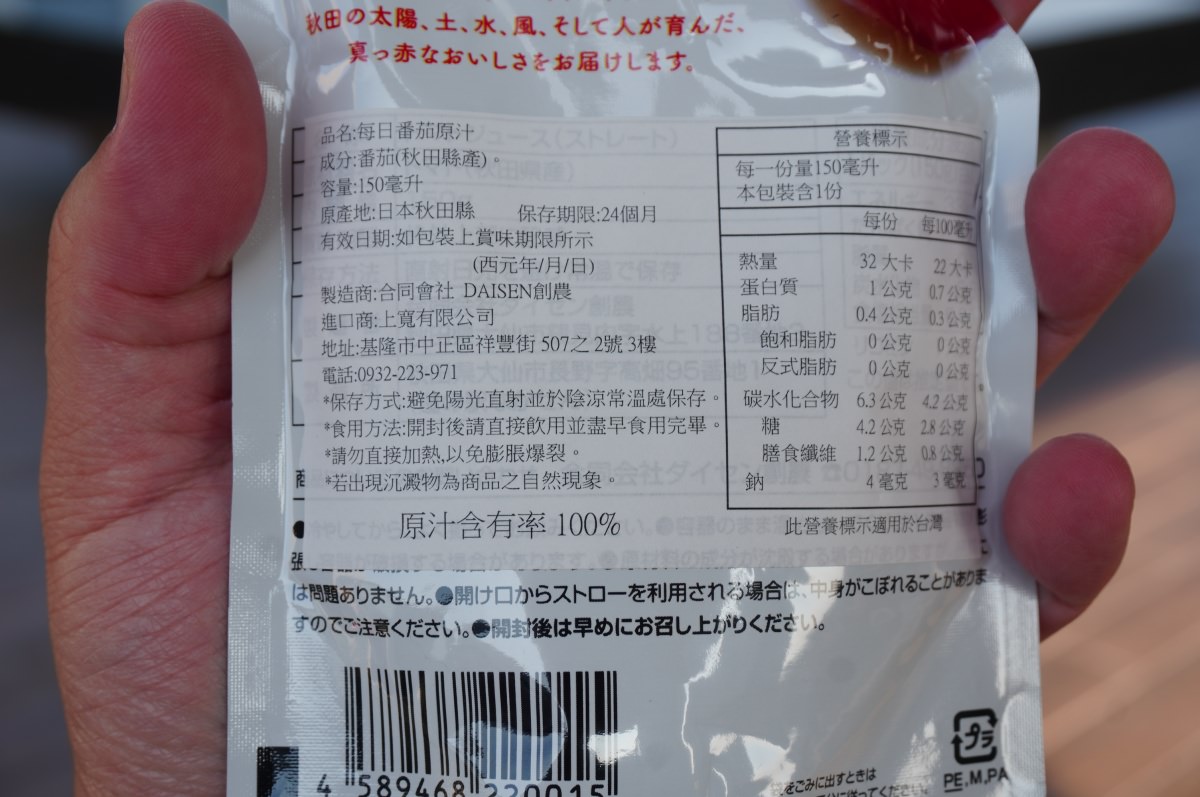 秋田の太陽、土、水、風、そして人が育んだ、
真っ赤なおいしさをお届けします。
品名:每日番茄原汁
成分:番茄(秋田縣產)。
容量:150毫升
原產地:日本秋田縣 保存期限:24個月
有效日期:如包裝上賞味期限所示
(西元年/月/日)
製造商:合同會社 DAISEN創農
進口商:上寬有限公司
地址:基隆市中正區祥豐街 507之 2號 3樓
電話:0932-223-971
*保存方式:避免陽光直射並於陰涼常溫處保存。
*食用方法:開封後請直接飲用並盡早食用完畢。
*請勿直接加熱,以免膨脹爆裂。
*若出現沉澱物為商品之自然現象。
原汁含有率 100%
營養標示
每一份量150毫升
本包裝含1份
每份 每100毫升
熱量 32 大卡 22 大卡
蛋白質 1 公克 0.7 公克
脂肪 0.4 公克 0.3 公克
飽和脂肪 0 公克 0 公克
反式脂肪 0 公克 0 公克
碳水化合物 6.3 公克 4.2 公克
糖 4.2 公克 2.8 公克
膳食纖維 1.2 公克 0.8 公克
鈉 4 毫克 3 毫克
此營養標示適用於台灣
は問題ありません。●開け口からストローを利用される場合は、中身がこぼれることがありま
すのでご注意ください。●開封後は早めにお召し上がりください。
4 589468 220015
プラ
PE,M,PA
をごみに出すときは